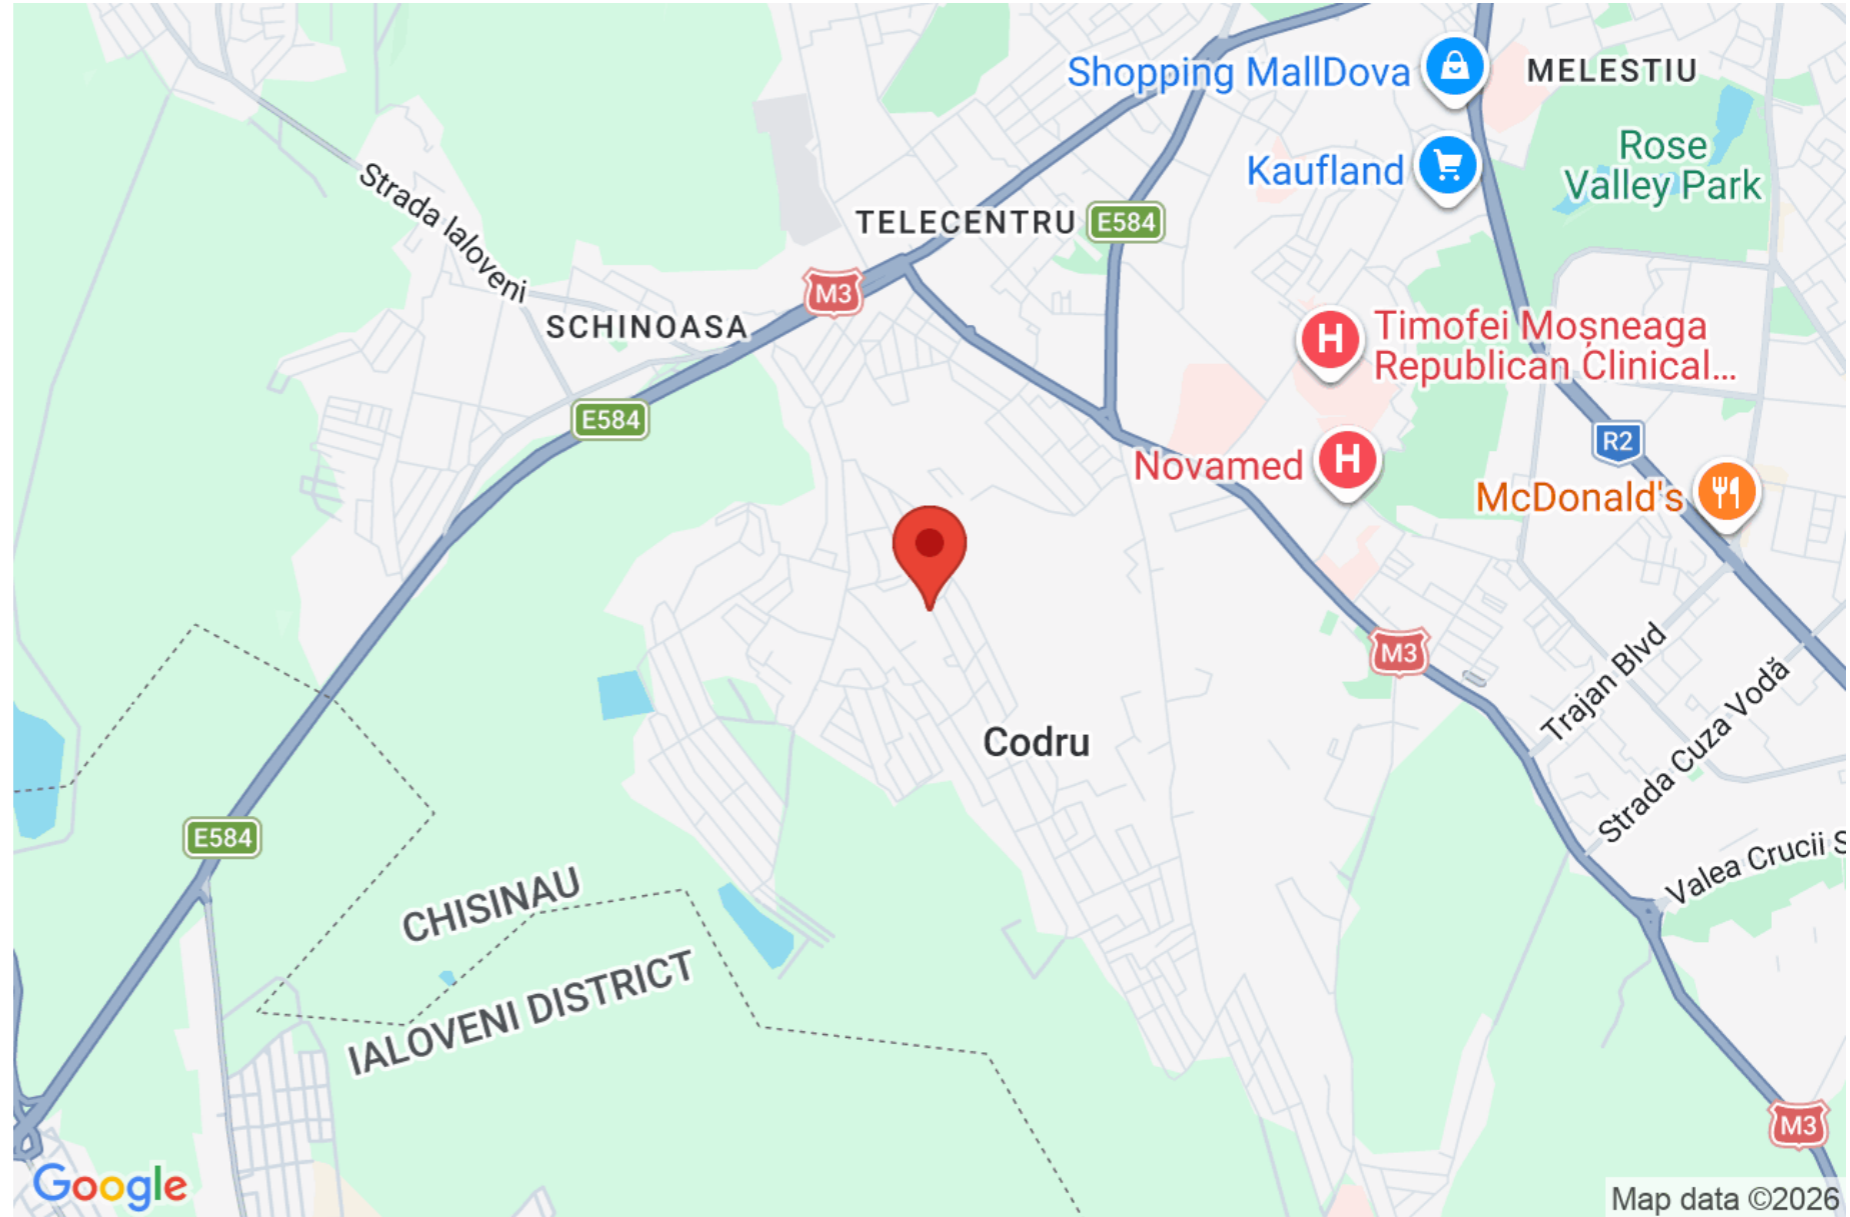 Shopping MallDova
MELESTIU
Rose
Valley Park
Kaufland
Strada Ialoveni
TELECENTRU
E584
M3
SCHINOASA
Timofei Moșneaga
Republican Clinical...
E584
R2
Novamed
McDonald's
M3
Trajan Blvd
Strada Cuza Vodă
Codru
E584
Valea Crucii S
CHISINAU
IALOVENI DISTRICT
M3
Google
Map data ©2026